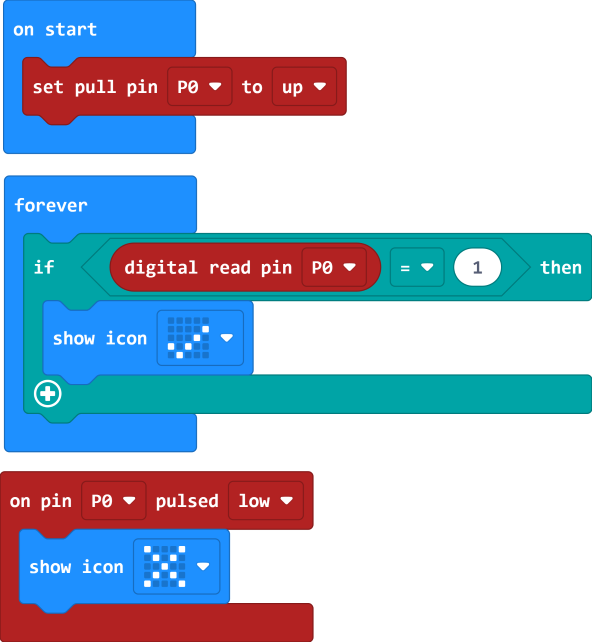 on start
set pull pin P0 to up
forever
if digital read pin P0 = 1 then
show icon
on pin P0 pulsed low
show icon